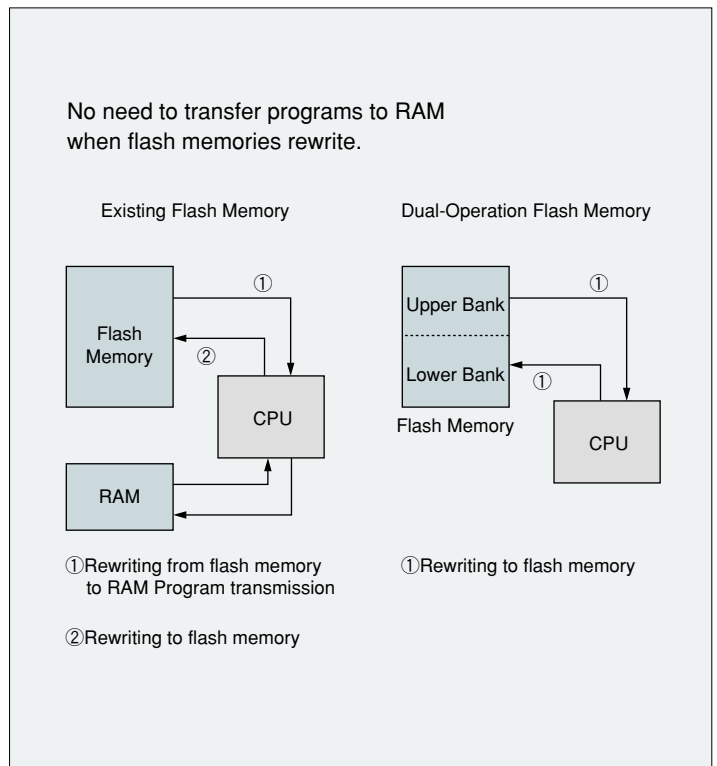 No need to transfer programs to RAM
when flash memories rewrite.
Existing Flash Memory
①
Flash
Memory
②
CPU
RAM
①Rewriting from flash memory
to RAM Program transmission
②Rewriting to flash memory
Dual-Operation Flash Memory
Upper Bank
①
Lower Bank
①
Flash Memory
CPU
①Rewriting to flash memory